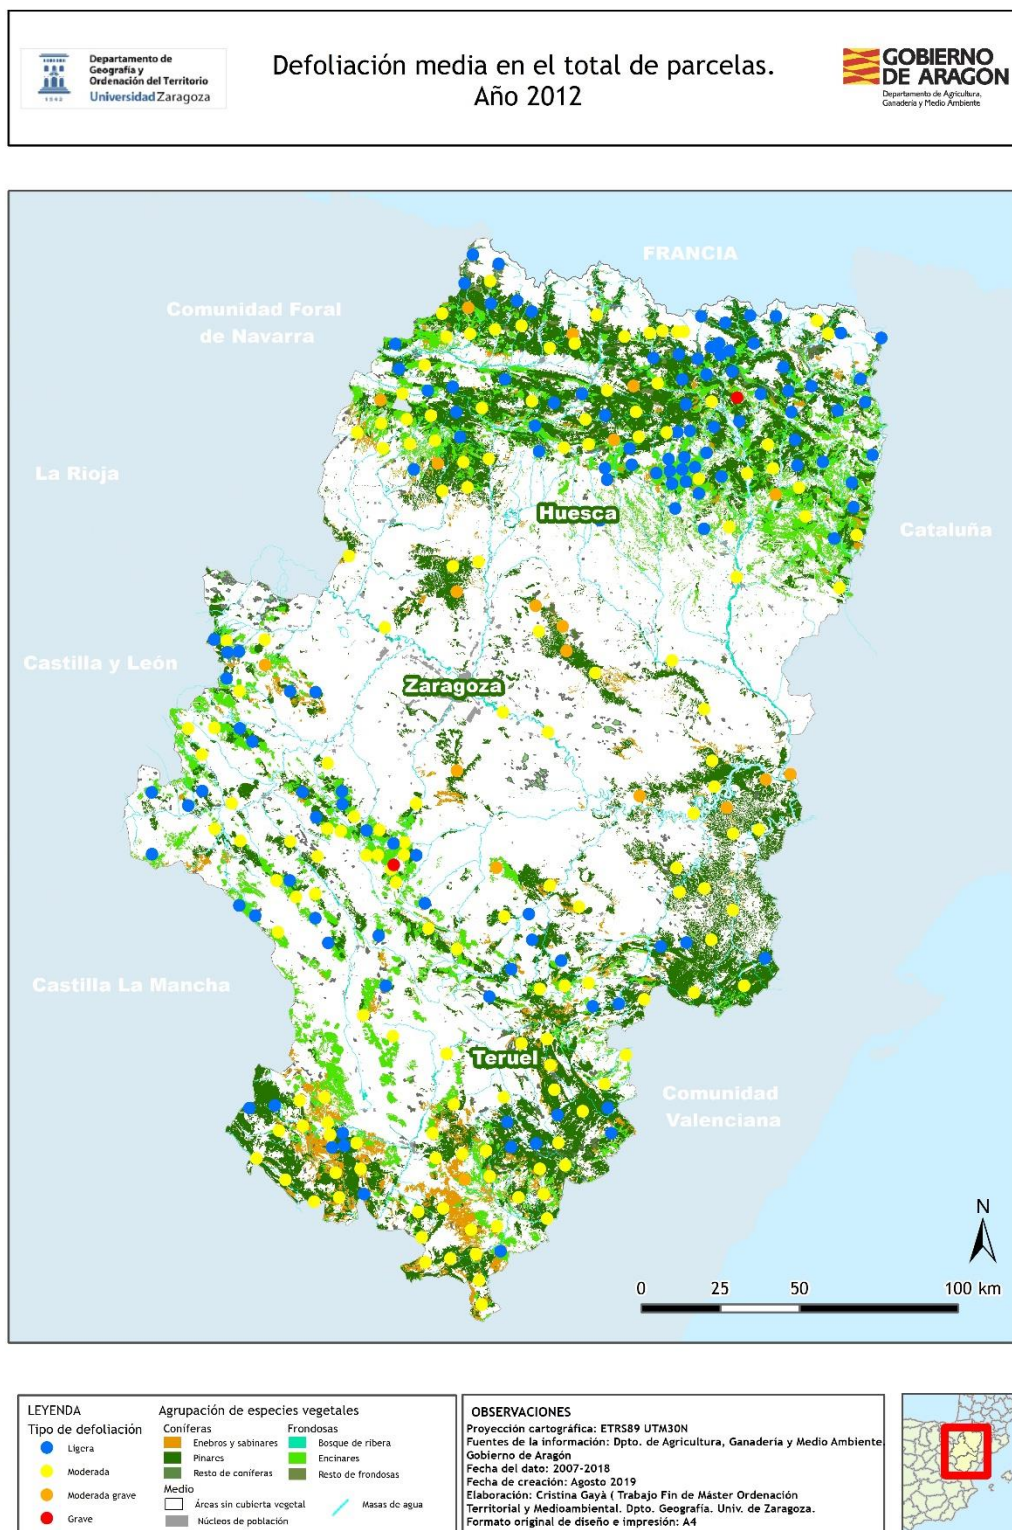 Departamento de
Geografía y
Ordenación del Territorio
Universidad Zaragoza
1542
Defoliación media en el total de parcelas.
Año 2012
GOBIERNO
DE ARAGON
Departamento de Agricultura,
Ganadería y Medio Ambiente
FRANCIA
Comunidad Foral
de Navarra
La Rioja
Huesca
Cataluña
Castilla y León
Zaragoza
Castilla La Mancha
Teruel
Comunidad
Valenciana
N
0 25 50 100 km
LEYENDA
Tipo de defoliación
Ligera
Moderada
Moderada grave
Grave
Agrupación de especies vegetales
Coníferas
Enebros y sabinares
Pinares
Resto de coníferas
Frondosas
Bosque de ribera
Encinares
Resto de frondosas
Medio
Áreas sin cubierta vegetal
Masas de agua
Núcleos de población
OBSERVACIONES
Proyección cartográfica: ETRS89 UTM30N
Fuentes de la información: Dpto. de Agricultura, Ganadería y Medio Ambiente.
Gobierno de Aragón
Fecha del dato: 2007-2018
Fecha de creación: Agosto 2019
Elaboración: Cristina Gayà ( Trabajo Fin de Máster Ordenación
Territorial y Medioambiental. Dpto. Geografía. Univ. de Zaragoza.
Formato original de diseño e impresión: A4